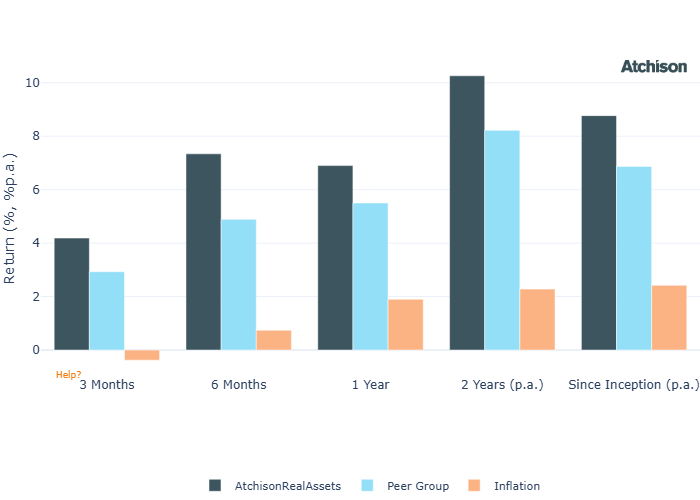 Atchison
Return (%, %p.a.)
10
8
6
4
2
0
Help?
3 Months
6 Months
1 Year
2 Years (p.a.)
Since Inception (p.a.)
AtchisonRealAssets
Peer Group
Inflation